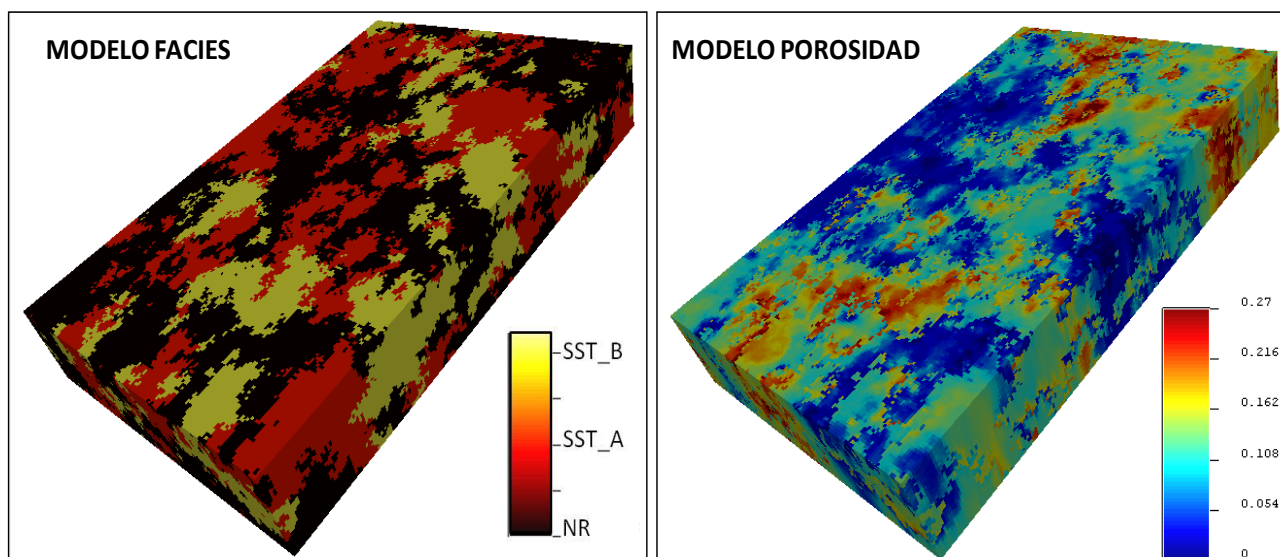 MODELO FACIES
SST_B
SST_A
NR
MODELO POROSIDAD
0.27
0.216
0.162
0.108
0.054
0